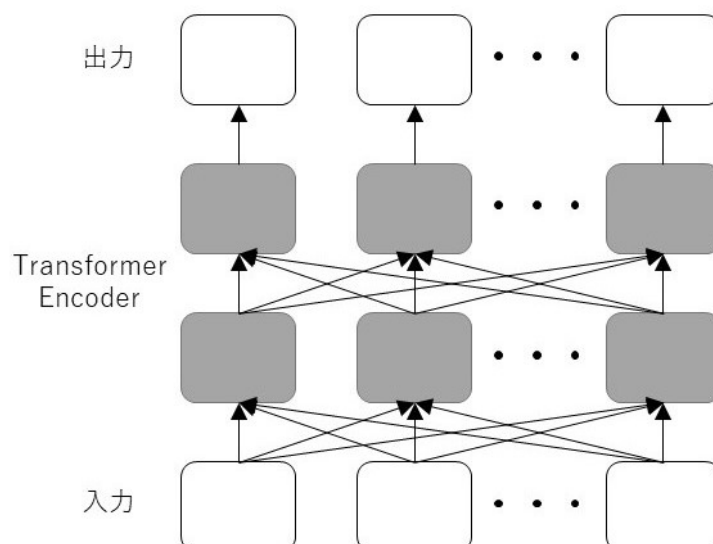 出力
Transformer
Encoder
入力